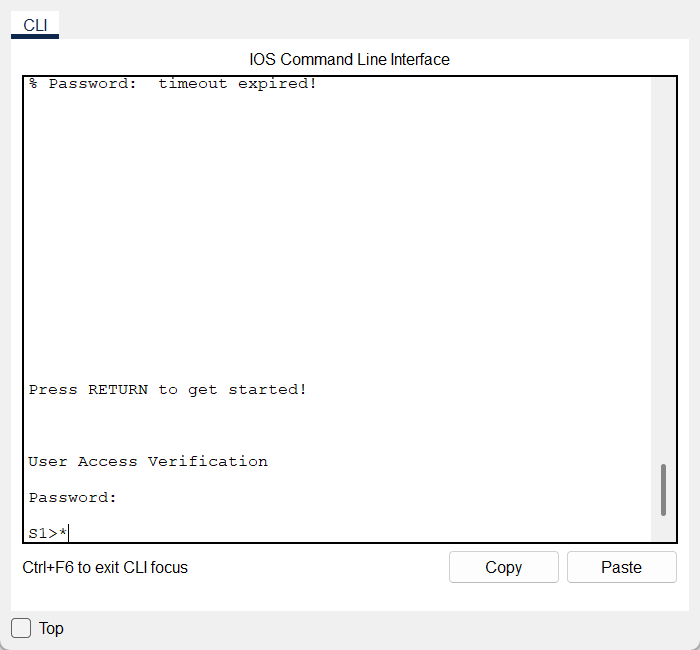 CLI
IOS Command Line Interface
% Password:  timeout expired!
Press RETURN to get started!
User Access Verification
Password:
S1>*
Ctrl+F6 to exit CLI focus
Copy
Paste
Top